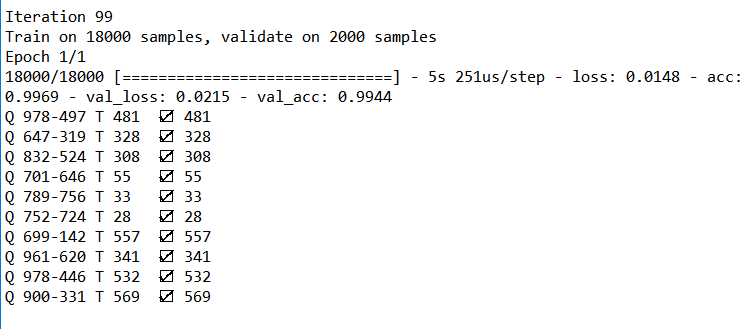 Iteration 99
Train on 18000 samples, validate on 2000 samples
Epoch 1/1
18000/18000 [==============================] - 5s 251us/step - loss: 0.0148 - acc:
0.9969 - val_loss: 0.0215 - val_acc: 0.9944
Q 978-497 T 481 ☑ 481
Q 647-319 T 328 ☑ 328
Q 832-524 T 308 ☑ 308
Q 701-646 T 55 ☑ 55
Q 789-756 T 33 ☑ 33
Q 752-724 T 28 ☑ 28
Q 699-142 T 557 ☑ 557
Q 961-620 T 341 ☑ 341
Q 978-446 T 532 ☑ 532
Q 900-331 T 569 ☑ 569